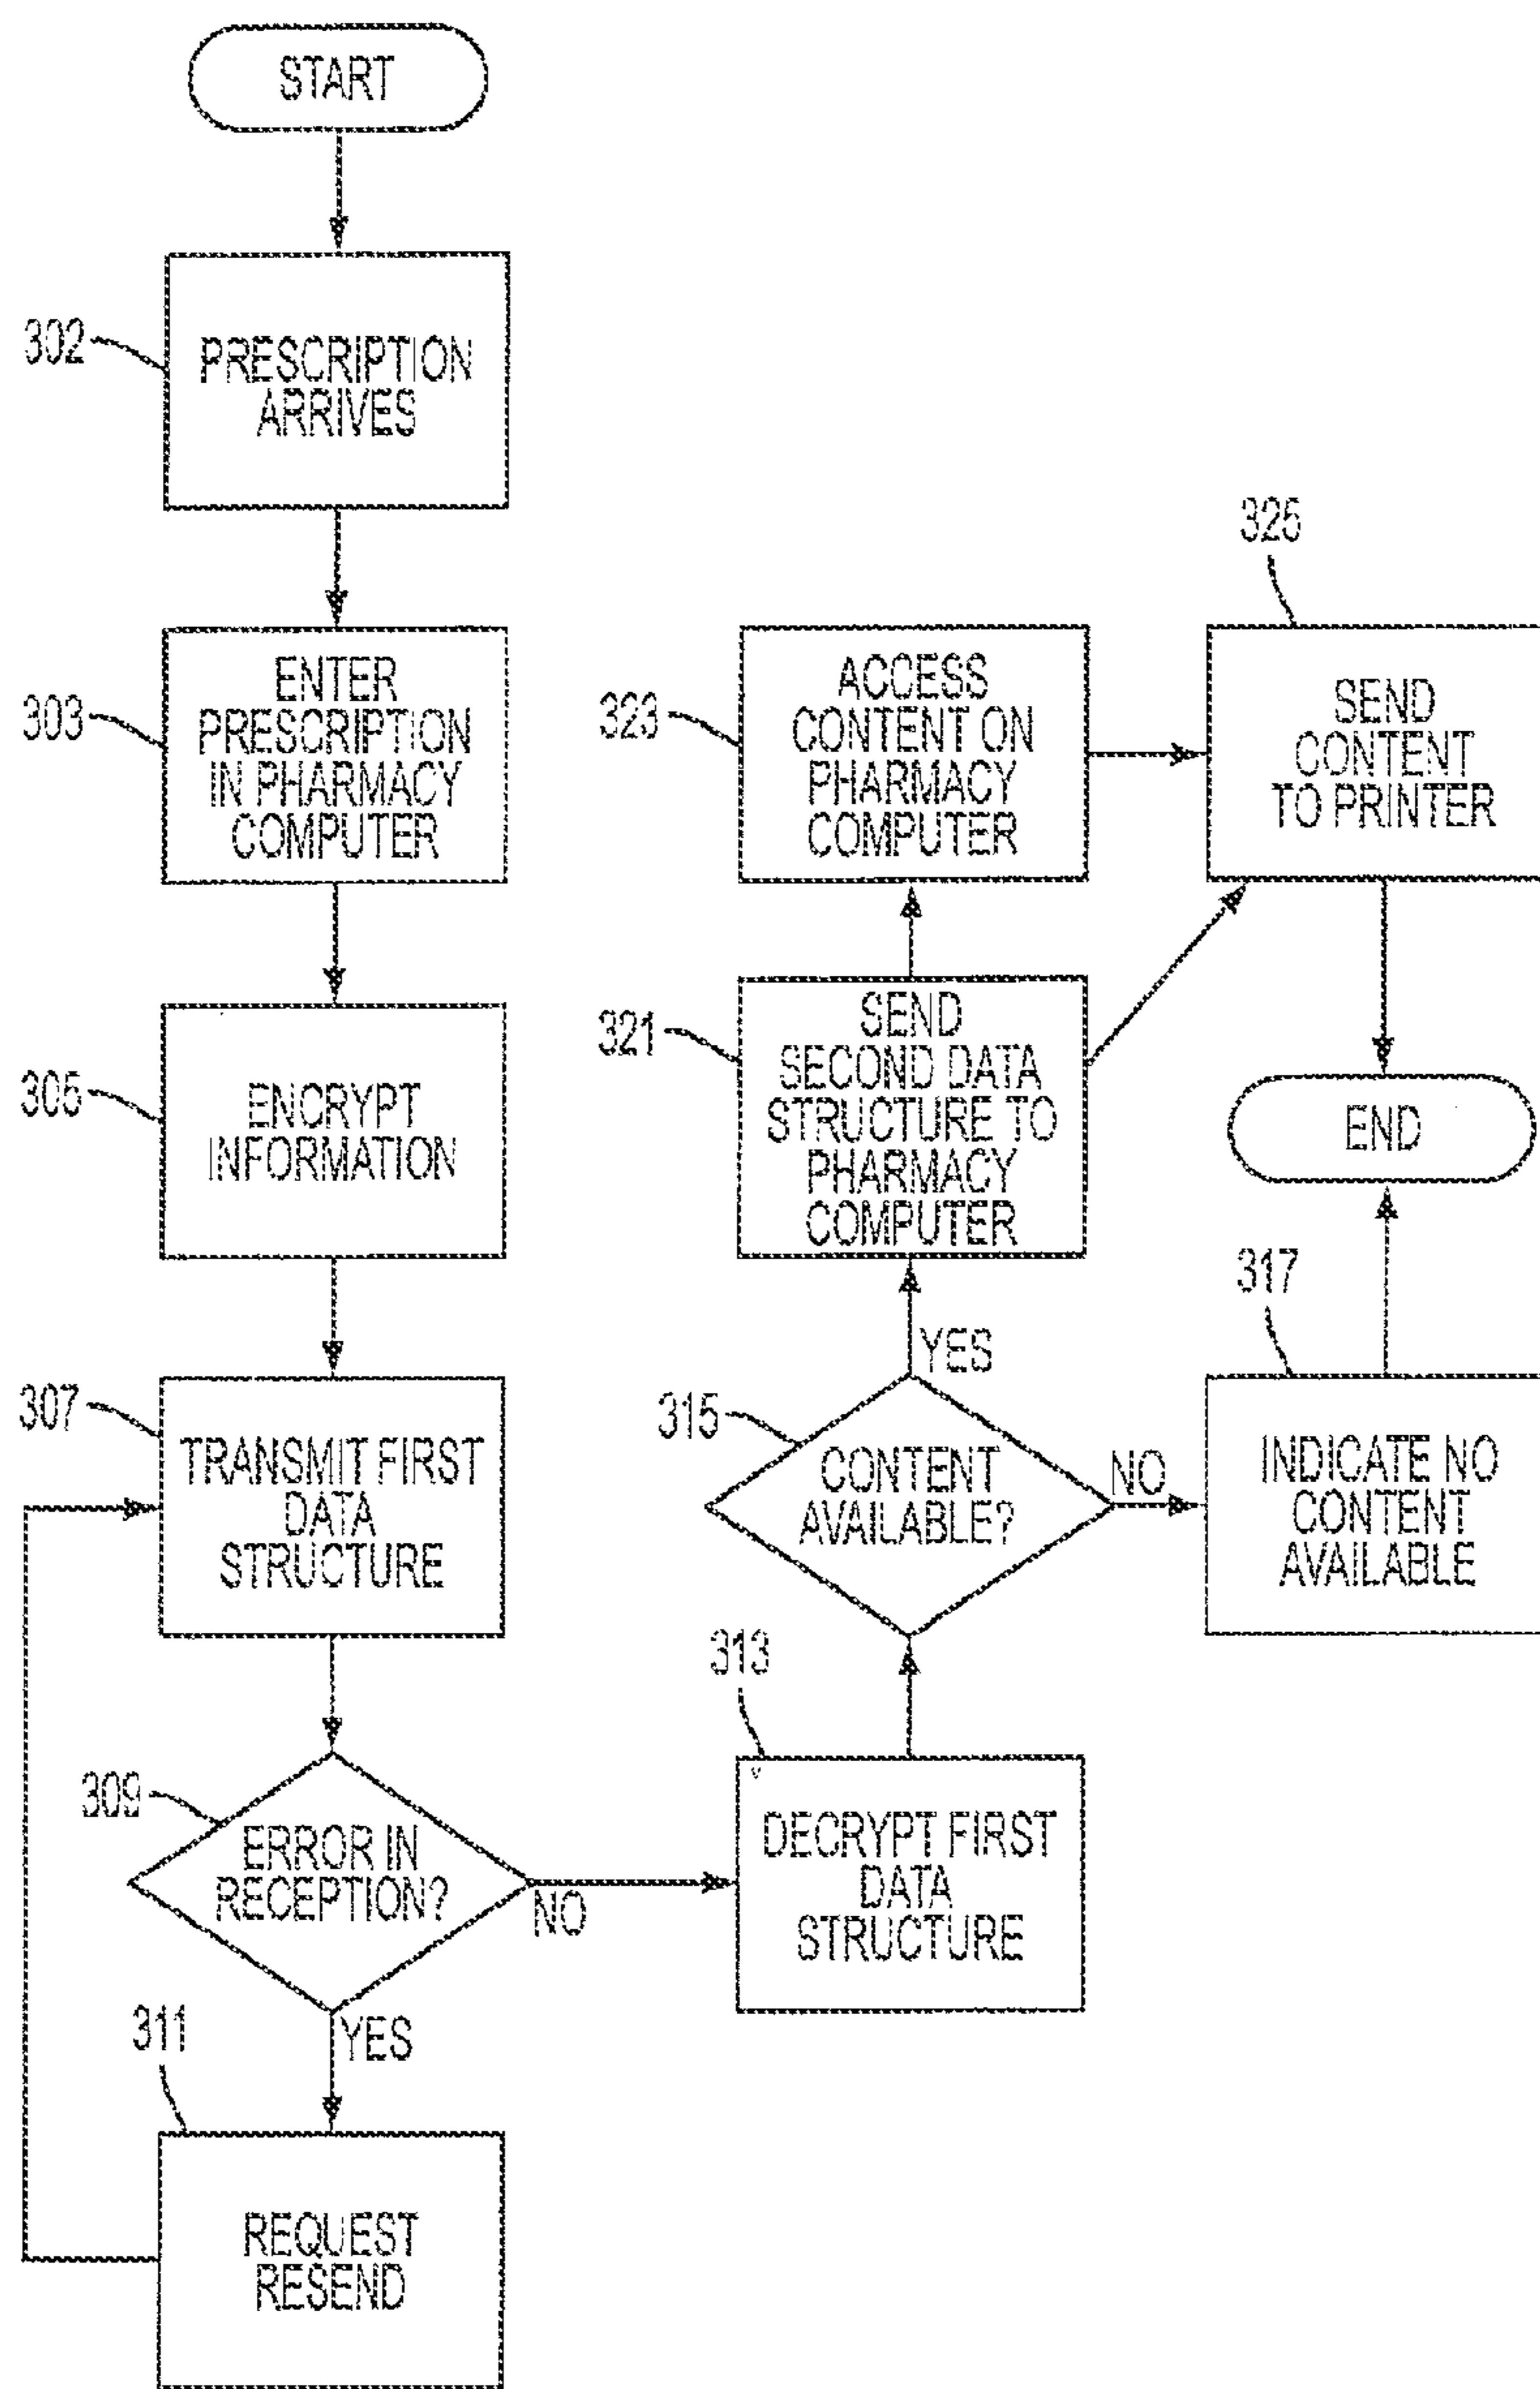 START
302
PRESCRIPTION
ARRIVES
303
ENTER
PRESCRIPTION
IN PHARMACY
COMPUTER
305
ENCRYPT
INFORMATION
307
TRANSMIT FIRST
DATA
STRUCTURE
309
ERROR IN
RECEPTION?
NO
YES
311
REQUEST
RESEND
313
DECRYPT FIRST
DATA
STRUCTURE
315
CONTENT
AVAILABLE?
YES
NO
317
INDICATE NO
CONTENT
AVAILABLE
321
SEND
SECOND DATA
STRUCTURE TO
PHARMACY
COMPUTER
323
ACCESS
CONTENT ON
PHARMACY
COMPUTER
325
SEND
CONTENT
TO PRINTER
END